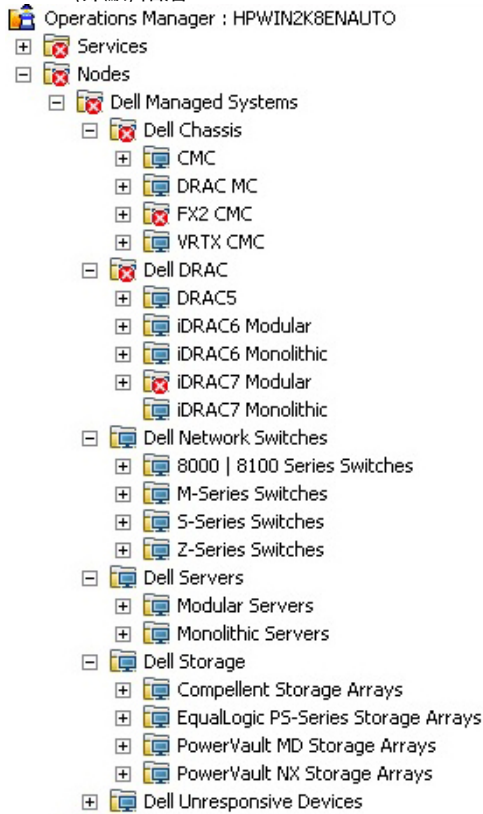 Operations Manager : HPWIN2K8ENAUTO
Services
Nodes
Dell Managed Systems
Dell Chassis
CMC
DRAC MC
FX2 CMC
VRTX CMC
Dell DRAC
DRAC5
iDRAC6 Modular
iDRAC6 Monolithic
iDRAC7 Modular
iDRAC7 Monolithic
Dell Network Switches
8000 | 8100 Series Switches
M-Series Switches
S-Series Switches
Z-Series Switches
Dell Servers
Modular Servers
Monolithic Servers
Dell Storage
Compellent Storage Arrays
EqualLogic PS-Series Storage Arrays
PowerVault MD Storage Arrays
PowerVault NX Storage Arrays
Dell Unresponsive Devices